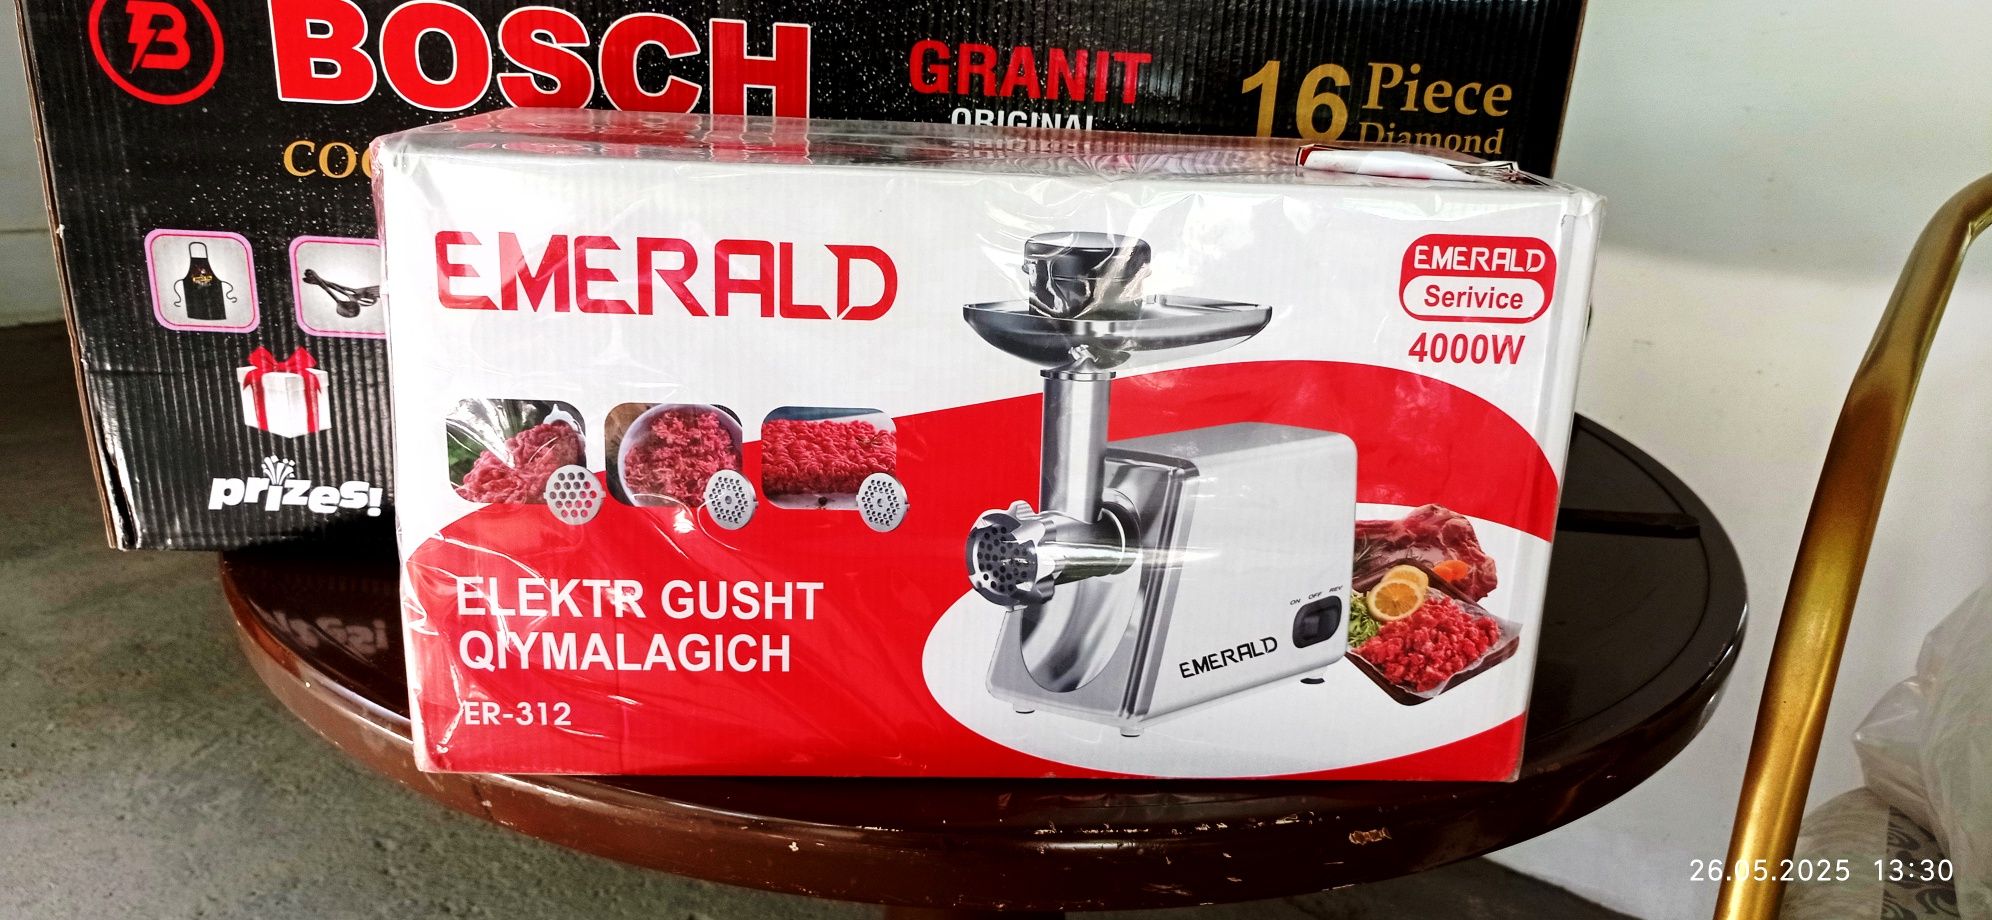 B BOSCH
GRANIT
ORIGINAL
16 Piece
Diamond
prizes!
EMERALD
EMERALD
Serivice
4000W
ELEKTR GUSHT
QIYMALAGICH
ER-312
ON OFF REV
EMERALD
26.05.2025 13:30